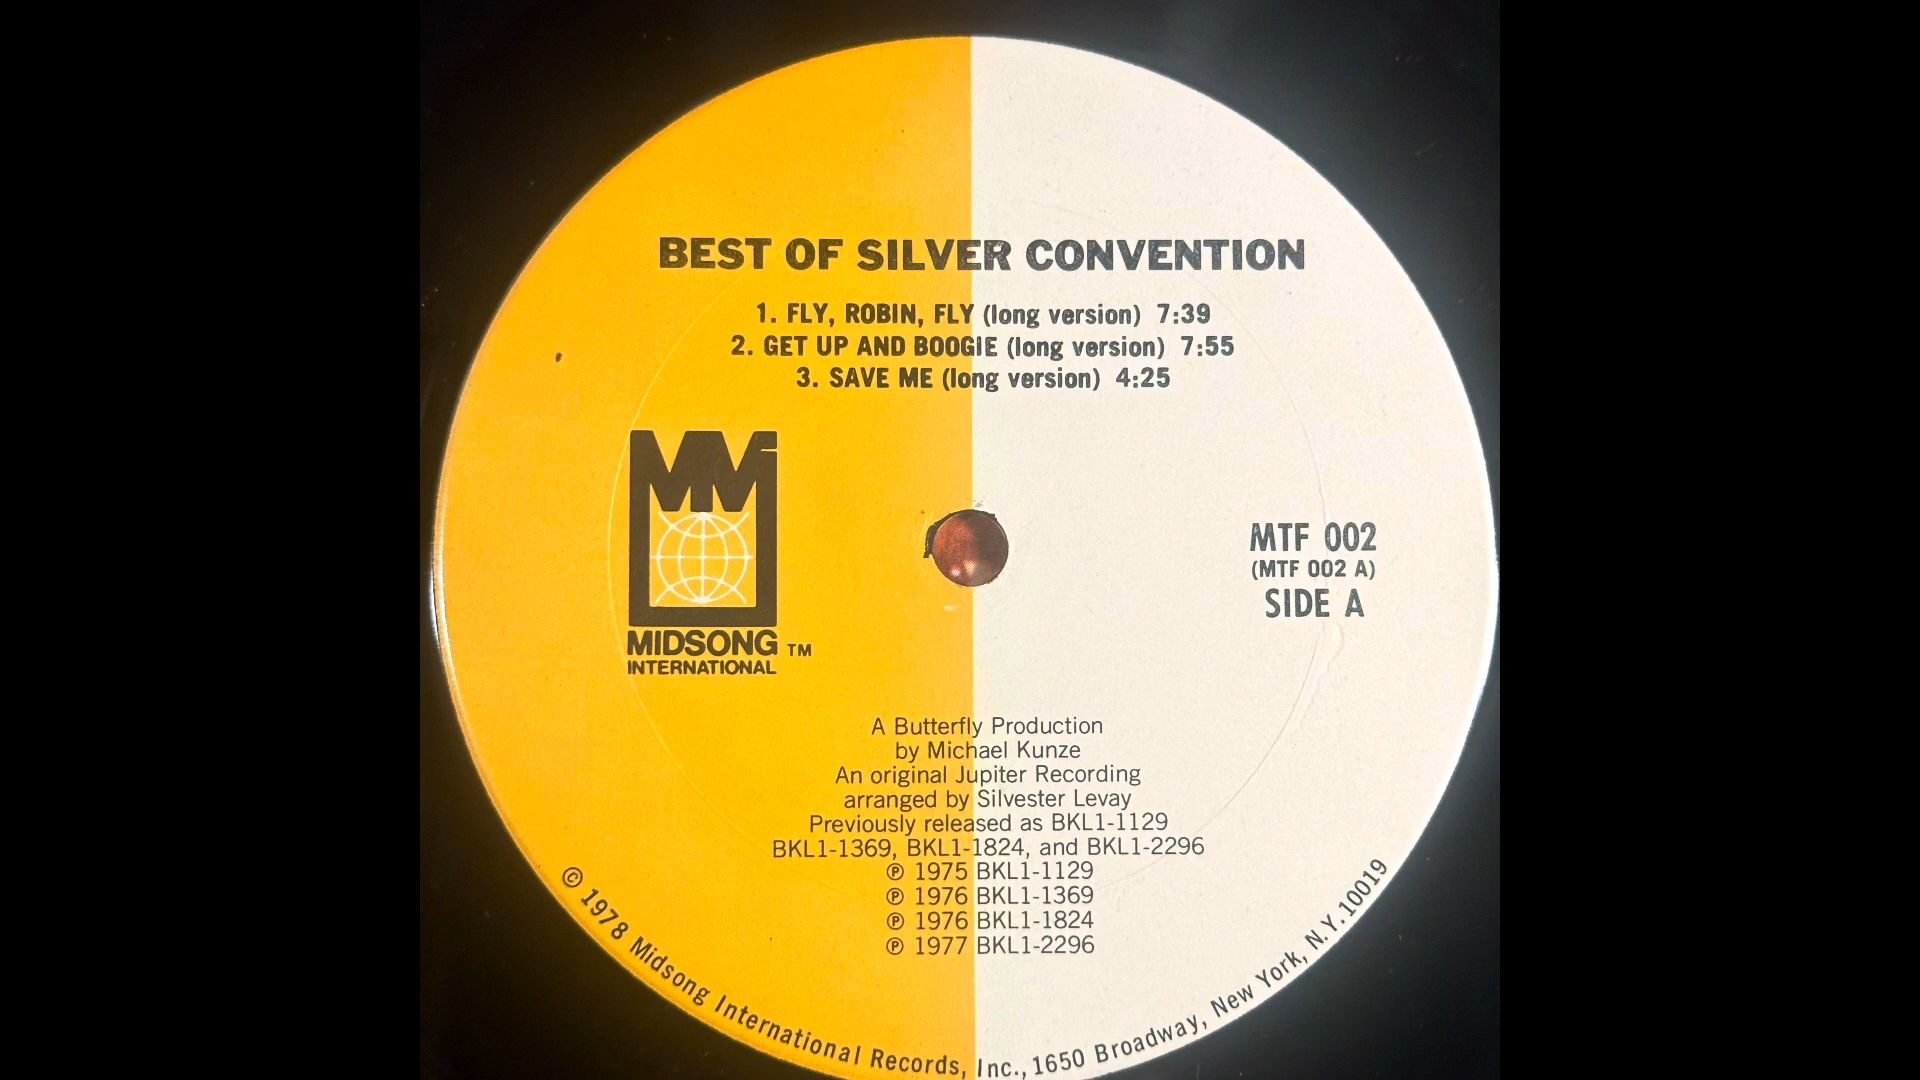 BEST OF SILVER CONVENTION
1. FLY, ROBIN, FLY (long version) 7:39
2. GET UP AND BOOGIE (long version) 7:55
3. SAVE ME (long version) 4:25
MIDSONG TM
INTERNATIONAL
MTF 002
(MTF 002 A)
SIDE A
A Butterfly Production
by Michael Kunze
An original Jupiter Recording
arranged by Silvester Levay
Previously released as BKL1-1129
BKL1-1369, BKL1-1824, and BKL1-2296
℗ 1975 BKL1-1129
℗ 1976 BKL1-1369
℗ 1976 BKL1-1824
℗ 1977 BKL1-2296
© 1978 Midsong International Records, Inc., 1650 Broadway, New York, N.Y. 10019